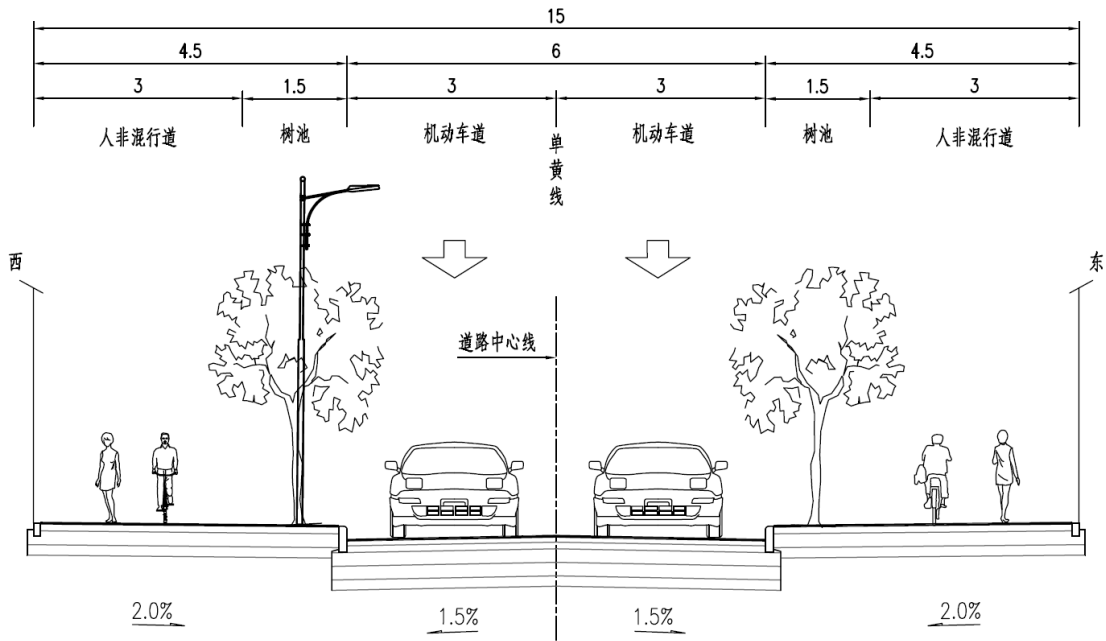 15
4.5 6 4.5
3 1.5 3 3 1.5 3
人非混行道 树池 机动车道 机动车道 树池 人非混行道
单黄线
西
东
道路中心线
2.0% 1.5% 1.5% 2.0%